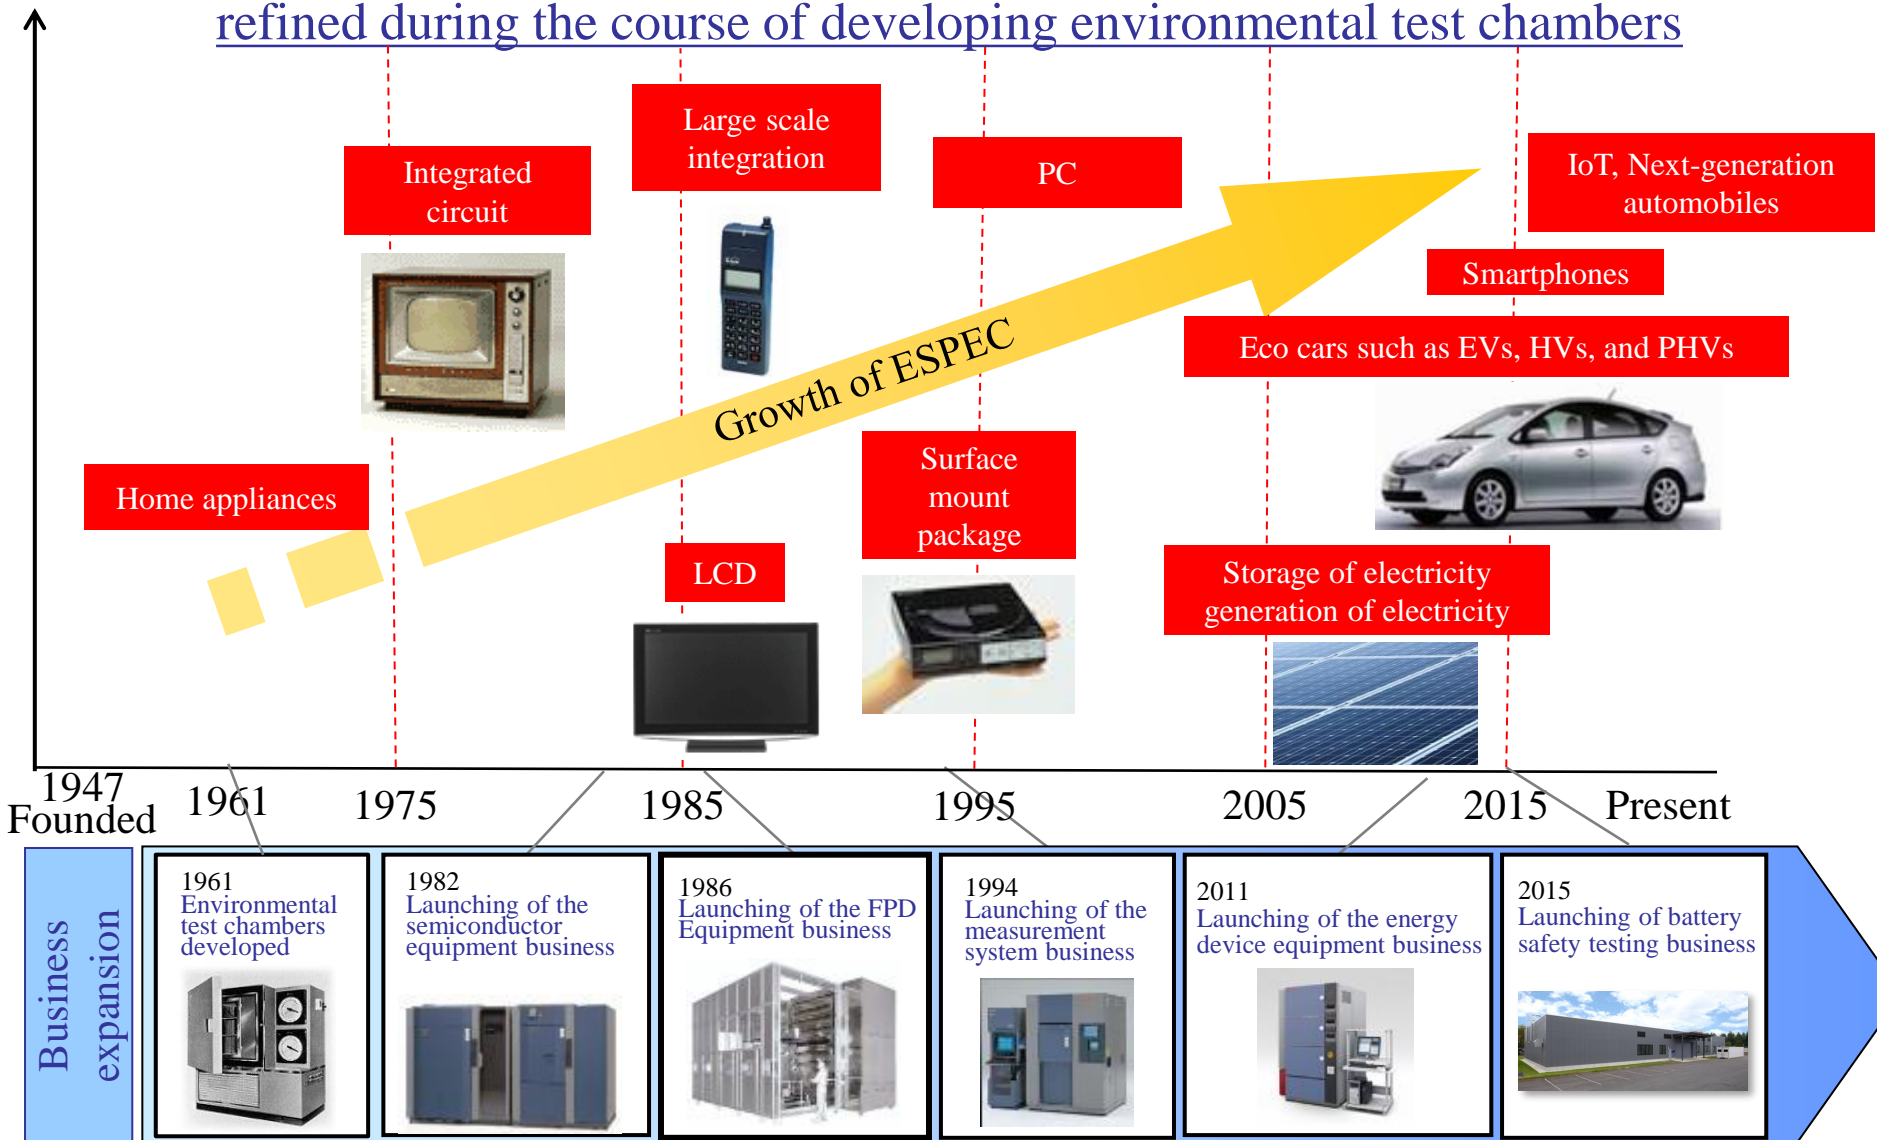 refined during the course of developing environmental test chambers
Large scale
integration
Integrated
circuit
PC
IoT, Next-generation
automobiles
Smartphones
Eco cars such as EVs, HVs, and PHVs
Growth of ESPEC
Home appliances
Surface
mount
package
LCD
Storage of electricity
generation of electricity
1947
Founded
1961
1975
1985
1995
2005
2015
Present
Business
expansion
1961
Environmental
test chambers
developed
1982
Launching of the
semiconductor
equipment business
1986
Launching of the FPD
Equipment business
1994
Launching of the
measurement
system business
2011
Launching of the energy
device equipment business
2015
Launching of battery
safety testing business